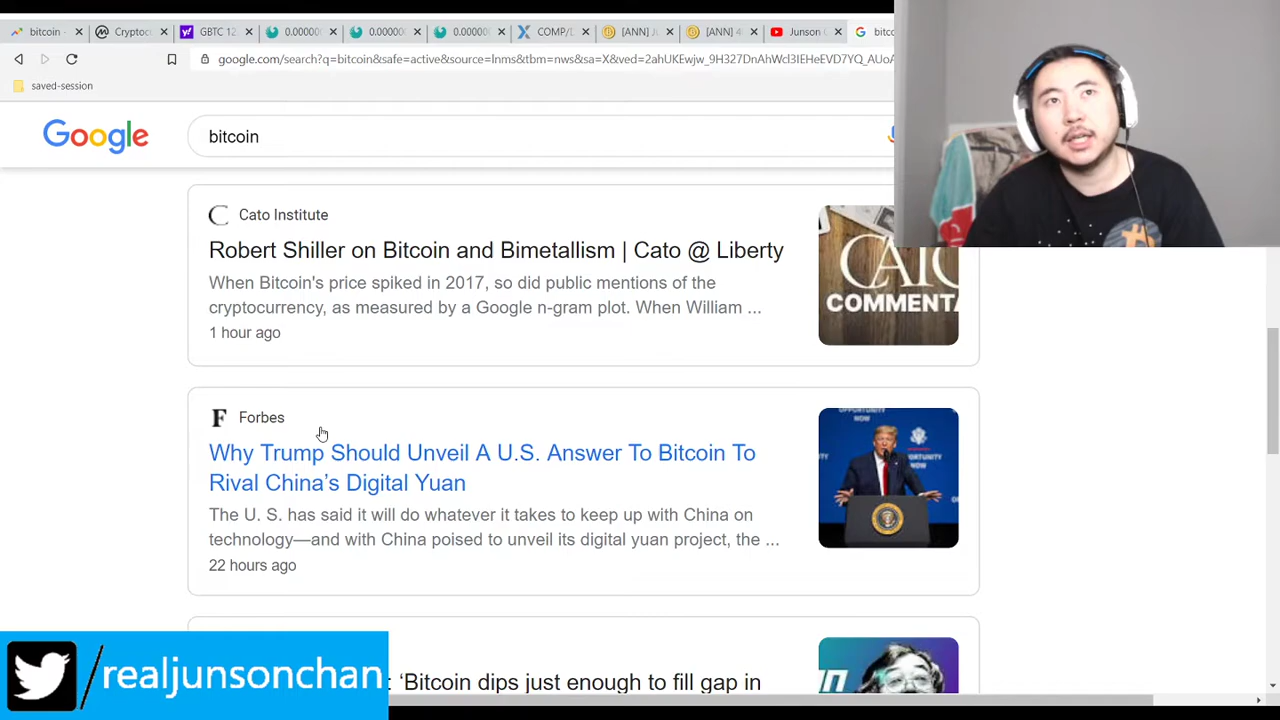 bitcoin
Cryptoc
GBTC 12.
0.00000
0.00000
0.00000
COMP/
[ANN] J
[ANN] 4
Junson C
bitc
google.com/search?q=bitcoin&safe=active&source=lnms&tbm=nws&sa=X&ved=2ahUKEwjw_9H327DnAhWcl3IEHeEVD7YQ_AUoA
saved-session
Google
bitcoin
Cato Institute
Robert Shiller on Bitcoin and Bimetallism | Cato @ Liberty
When Bitcoin's price spiked in 2017, so did public mentions of the
cryptocurrency, as measured by a Google n-gram plot. When William ...
1 hour ago
CATO
COMMENTA
F Forbes
Why Trump Should Unveil A U.S. Answer To Bitcoin To
Rival China's Digital Yuan
The U. S. has said it will do whatever it takes to keep up with China on
technology—and with China poised to unveil its digital yuan project, the ...
22 hours ago
OPPORTUNITY
NOW
/realjunsonchan
: 'Bitcoin dips just enough to fill gap in